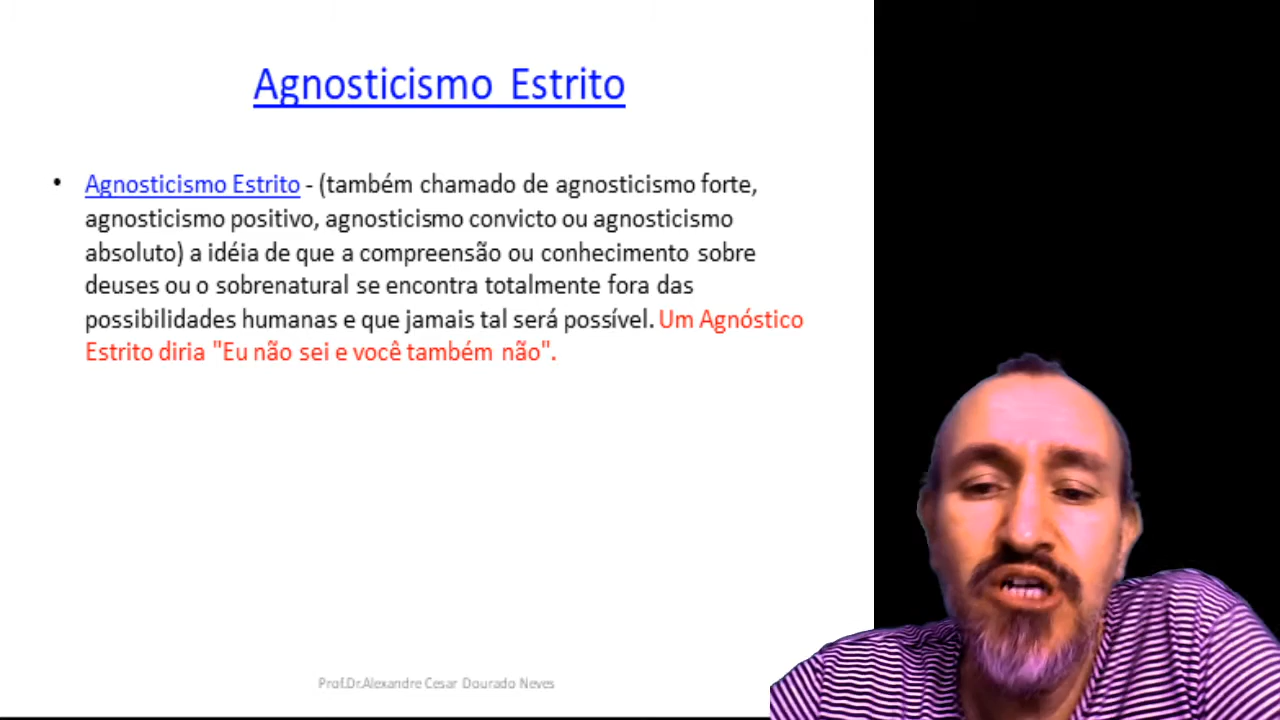 Agnosticismo Estrito
• Agnosticismo Estrito - (também chamado de agnosticismo forte,
agnosticismo positivo, agnosticismo convicto ou agnosticismo
absoluto) a idéia de que a compreensão ou conhecimento sobre
deuses ou o sobrenatural se encontra totalmente fora das
possibilidades humanas e que jamais tal será possível. Um Agnóstico
Estrito diria "Eu não sei e você também não".
Prof.Dr.Alexandre Cesar Dourado Neves